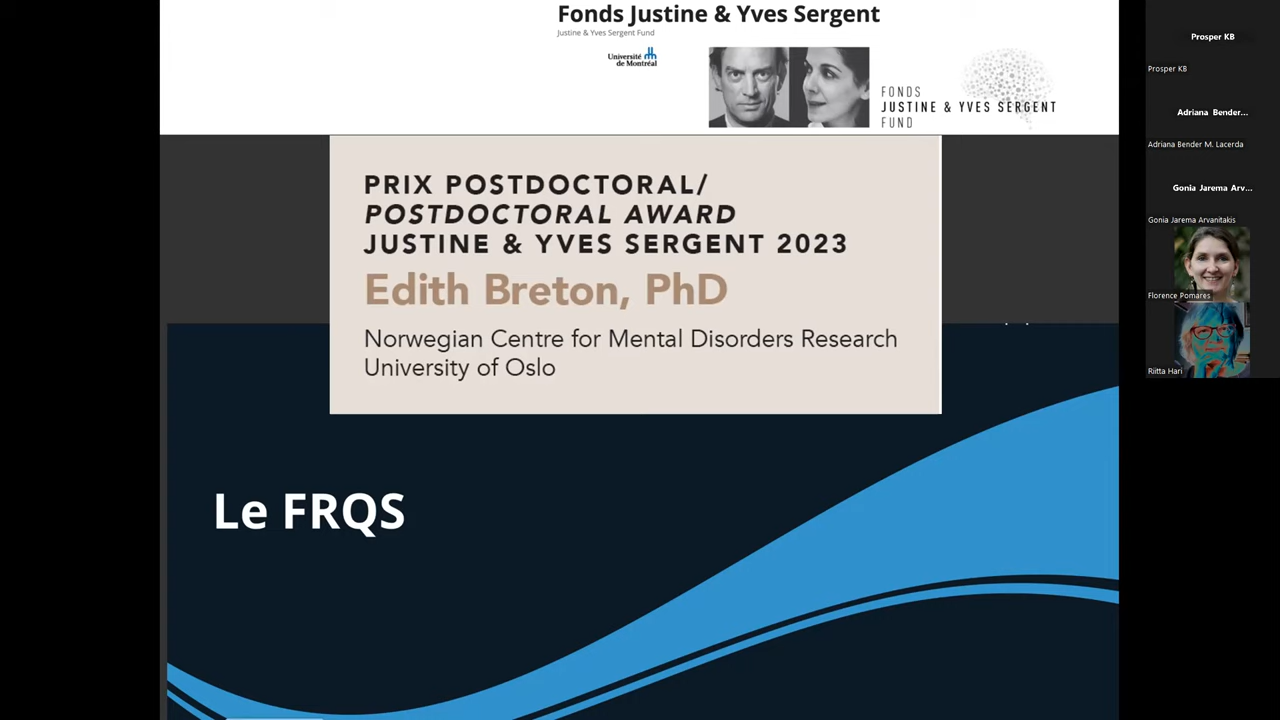 Fonds Justine & Yves Sergent
Justine & Yves Sergent Fund
Université
de Montréal
FONDS
JUSTINE & YVES SERGENT
FUND
PRIX POSTDOCTORAL/
POSTDOCTORAL AWARD
JUSTINE & YVES SERGENT 2023
Edith Breton, PhD
Norwegian Centre for Mental Disorders Research
University of Oslo
Le FRQS
Prosper KB
Prosper KB
Adriana Bender...
Adriana Bender M. Lacerda
Gonia Jarema Arv...
Gonia Jarema Arvanitakis
Florence Pomares
Riitta Hari